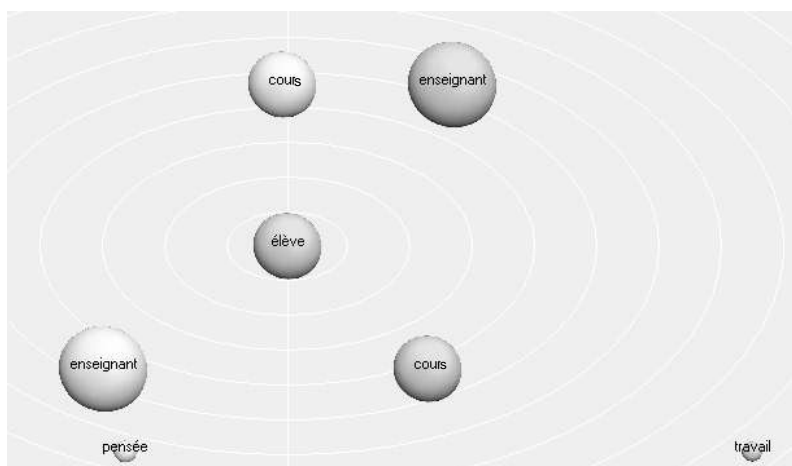 cours
enseignant
élève
enseignant
cours
pensée
travail